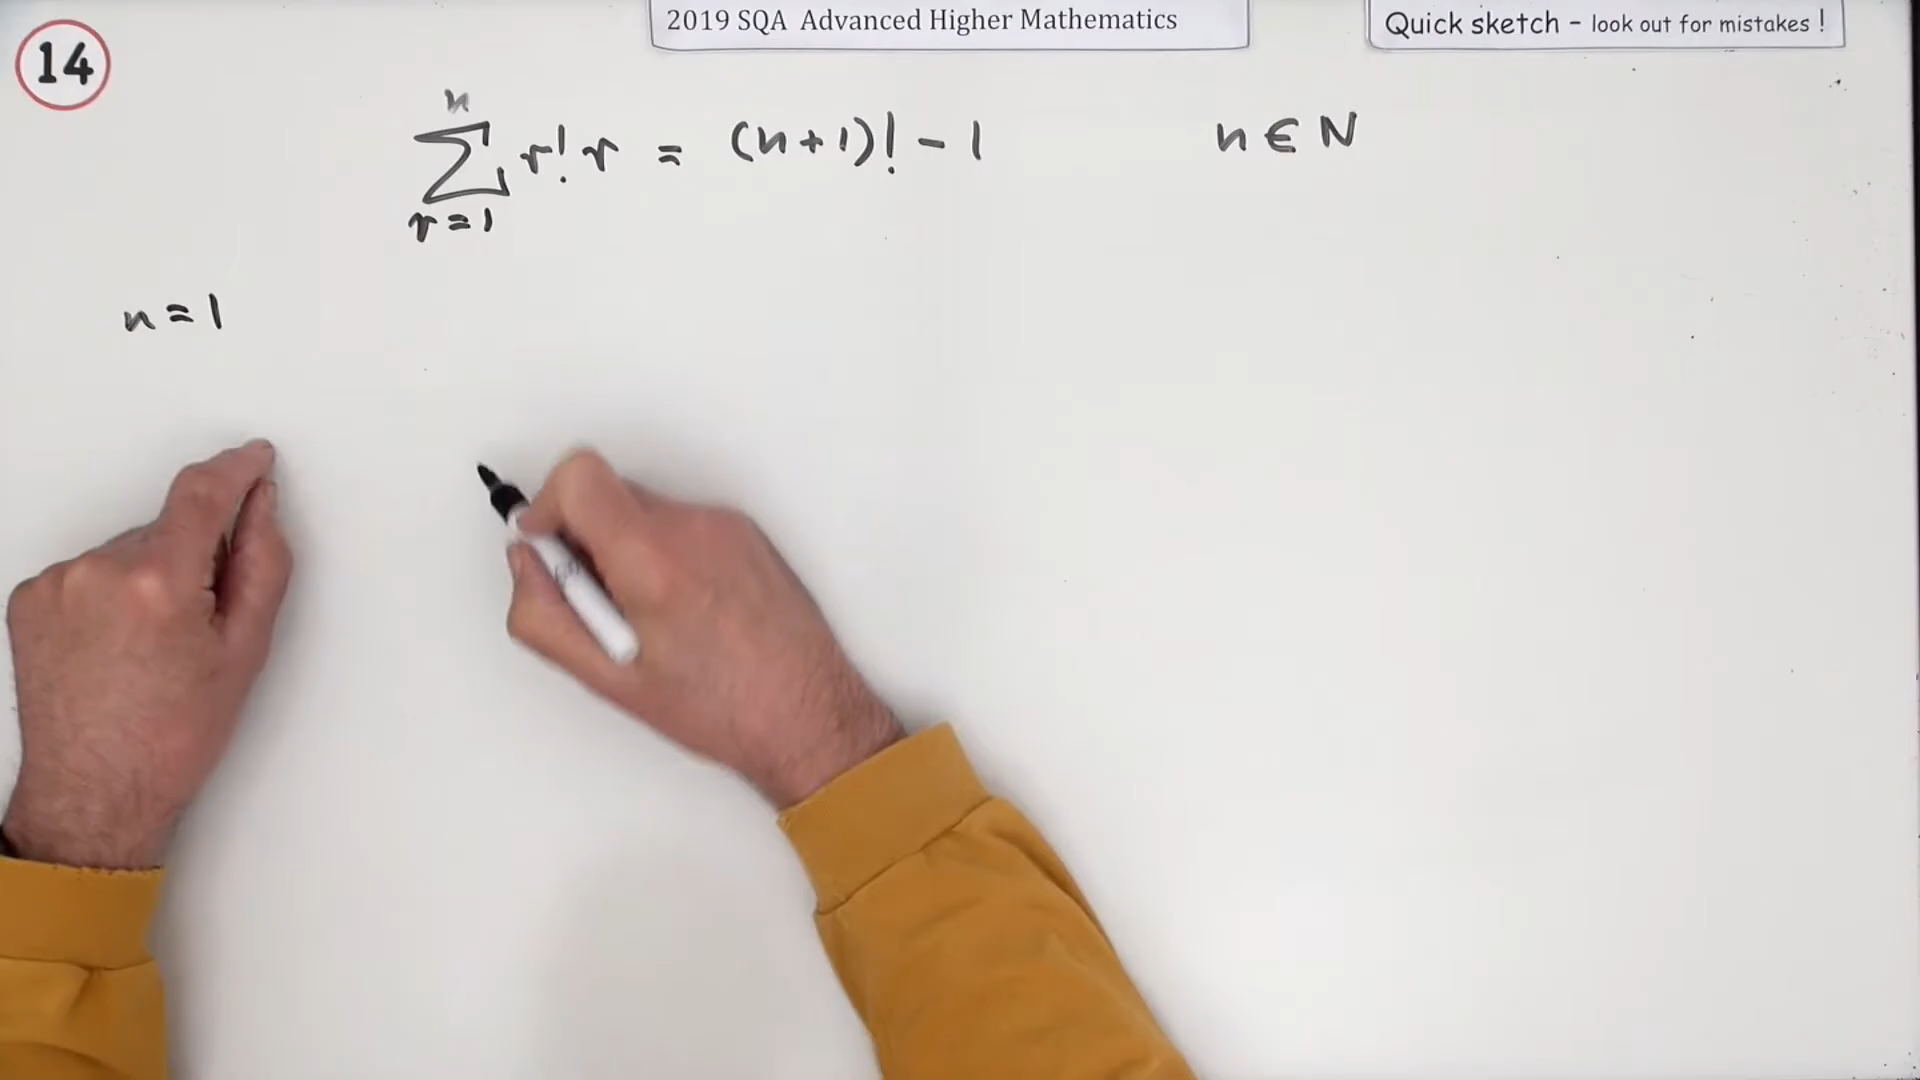 2019 SQA Advanced Higher Mathematics
Quick sketch - look out for mistakes !
14
n
∑ r! r = (n+1)! - 1 n ∈ N
r=1
n = 1